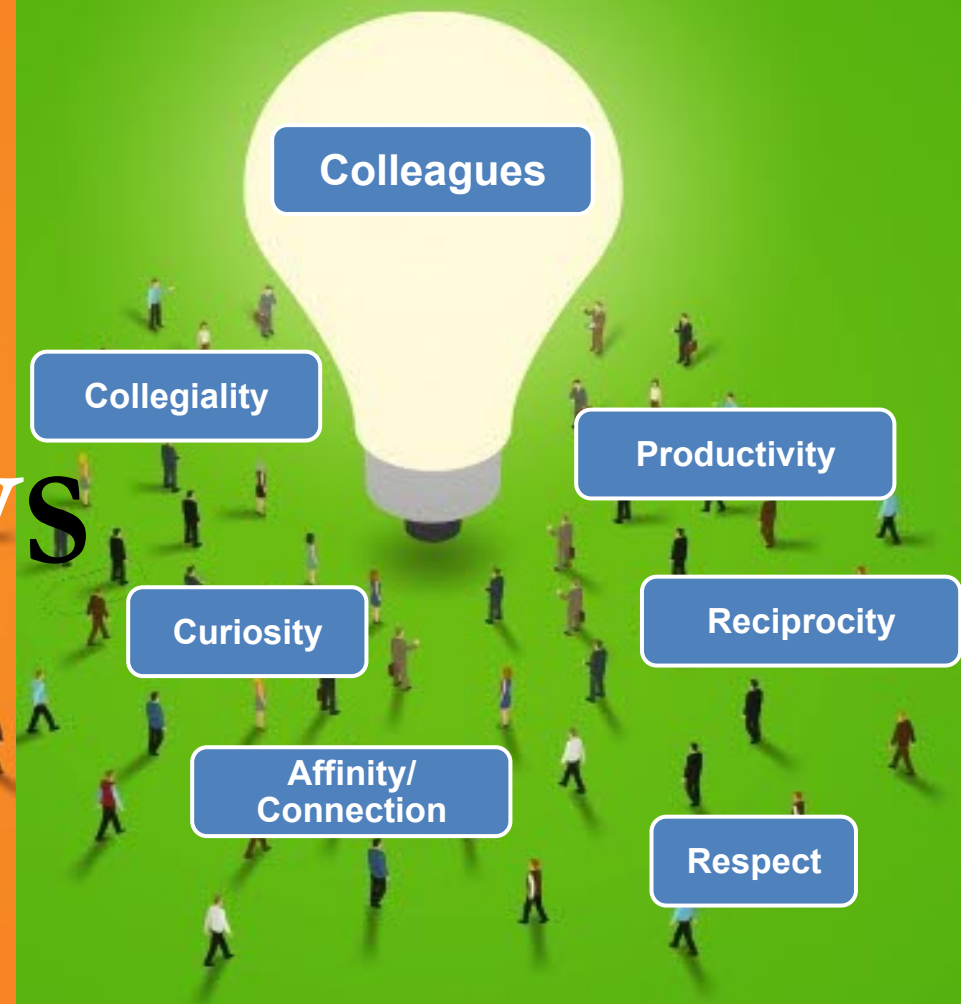 Colleagues
Collegiality
Productivity
S
Curiosity
Reciprocity
Affinity/
Connection
Respect